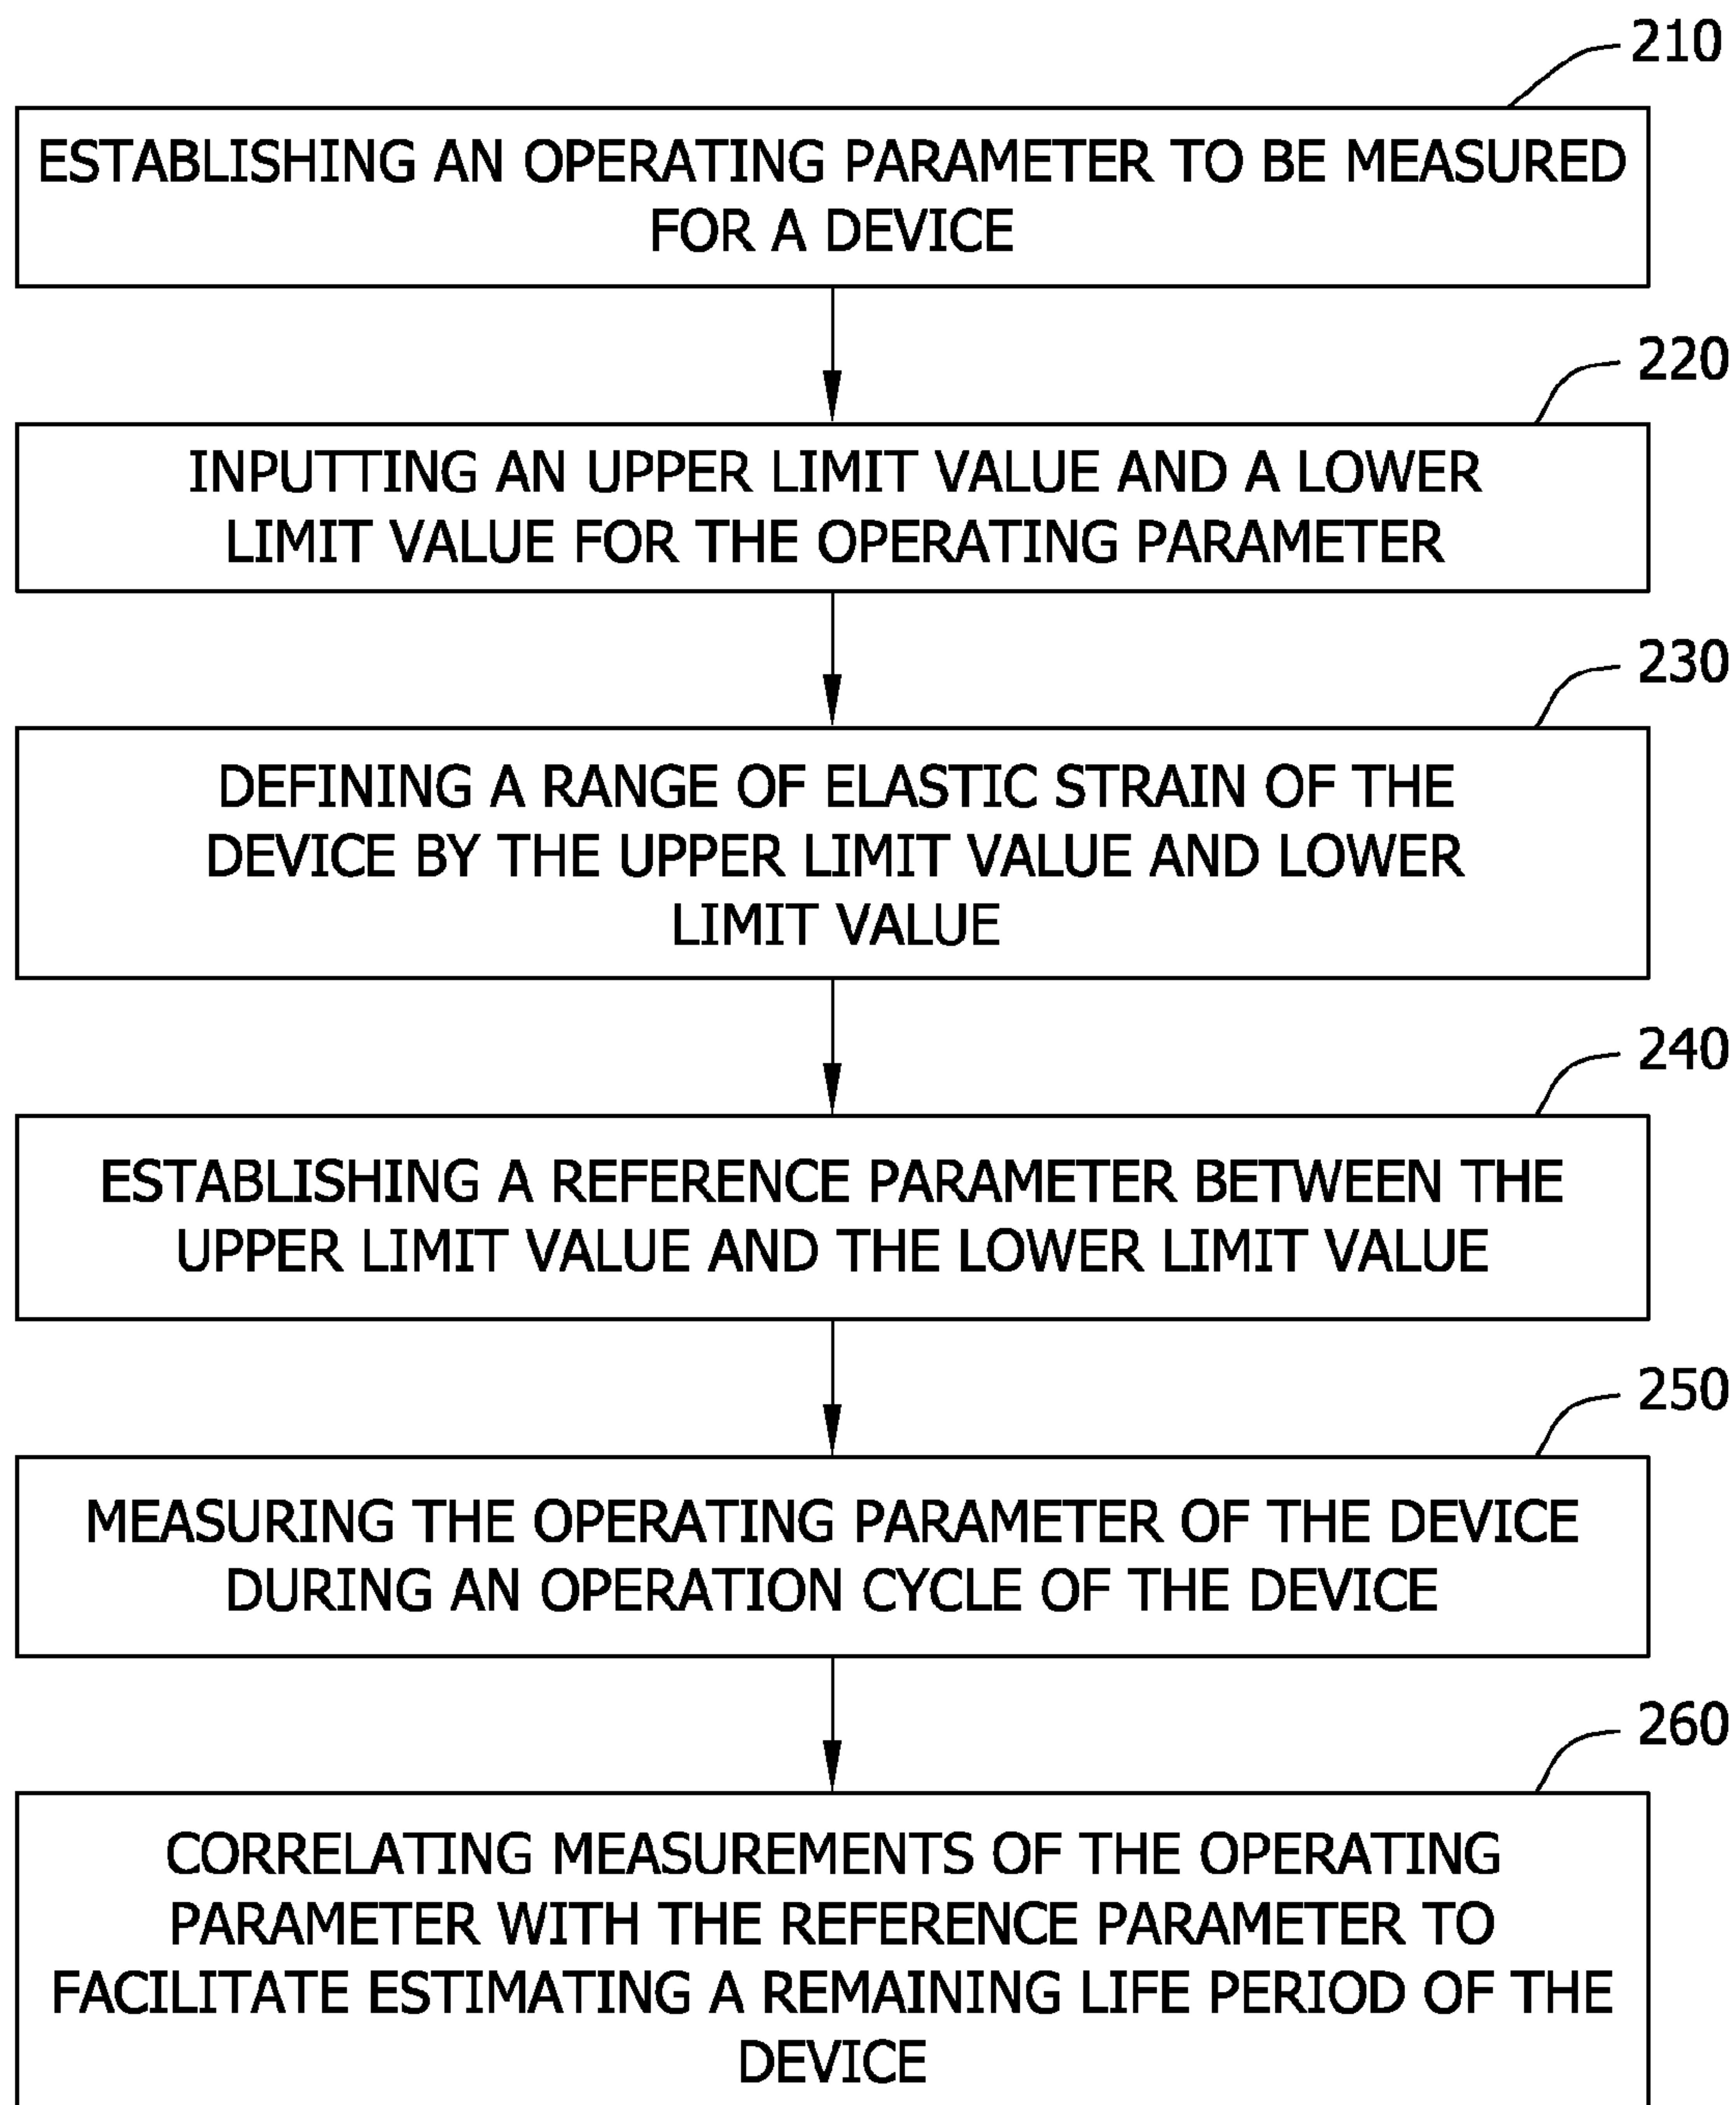 210
ESTABLISHING AN OPERATING PARAMETER TO BE MEASURED
FOR A DEVICE
220
INPUTTING AN UPPER LIMIT VALUE AND A LOWER
LIMIT VALUE FOR THE OPERATING PARAMETER
230
DEFINING A RANGE OF ELASTIC STRAIN OF THE
DEVICE BY THE UPPER LIMIT VALUE AND LOWER
LIMIT VALUE
240
ESTABLISHING A REFERENCE PARAMETER BETWEEN THE
UPPER LIMIT VALUE AND THE LOWER LIMIT VALUE
250
MEASURING THE OPERATING PARAMETER OF THE DEVICE
DURING AN OPERATION CYCLE OF THE DEVICE
260
CORRELATING MEASUREMENTS OF THE OPERATING
PARAMETER WITH THE REFERENCE PARAMETER TO
FACILITATE ESTIMATING A REMAINING LIFE PERIOD OF THE
DEVICE